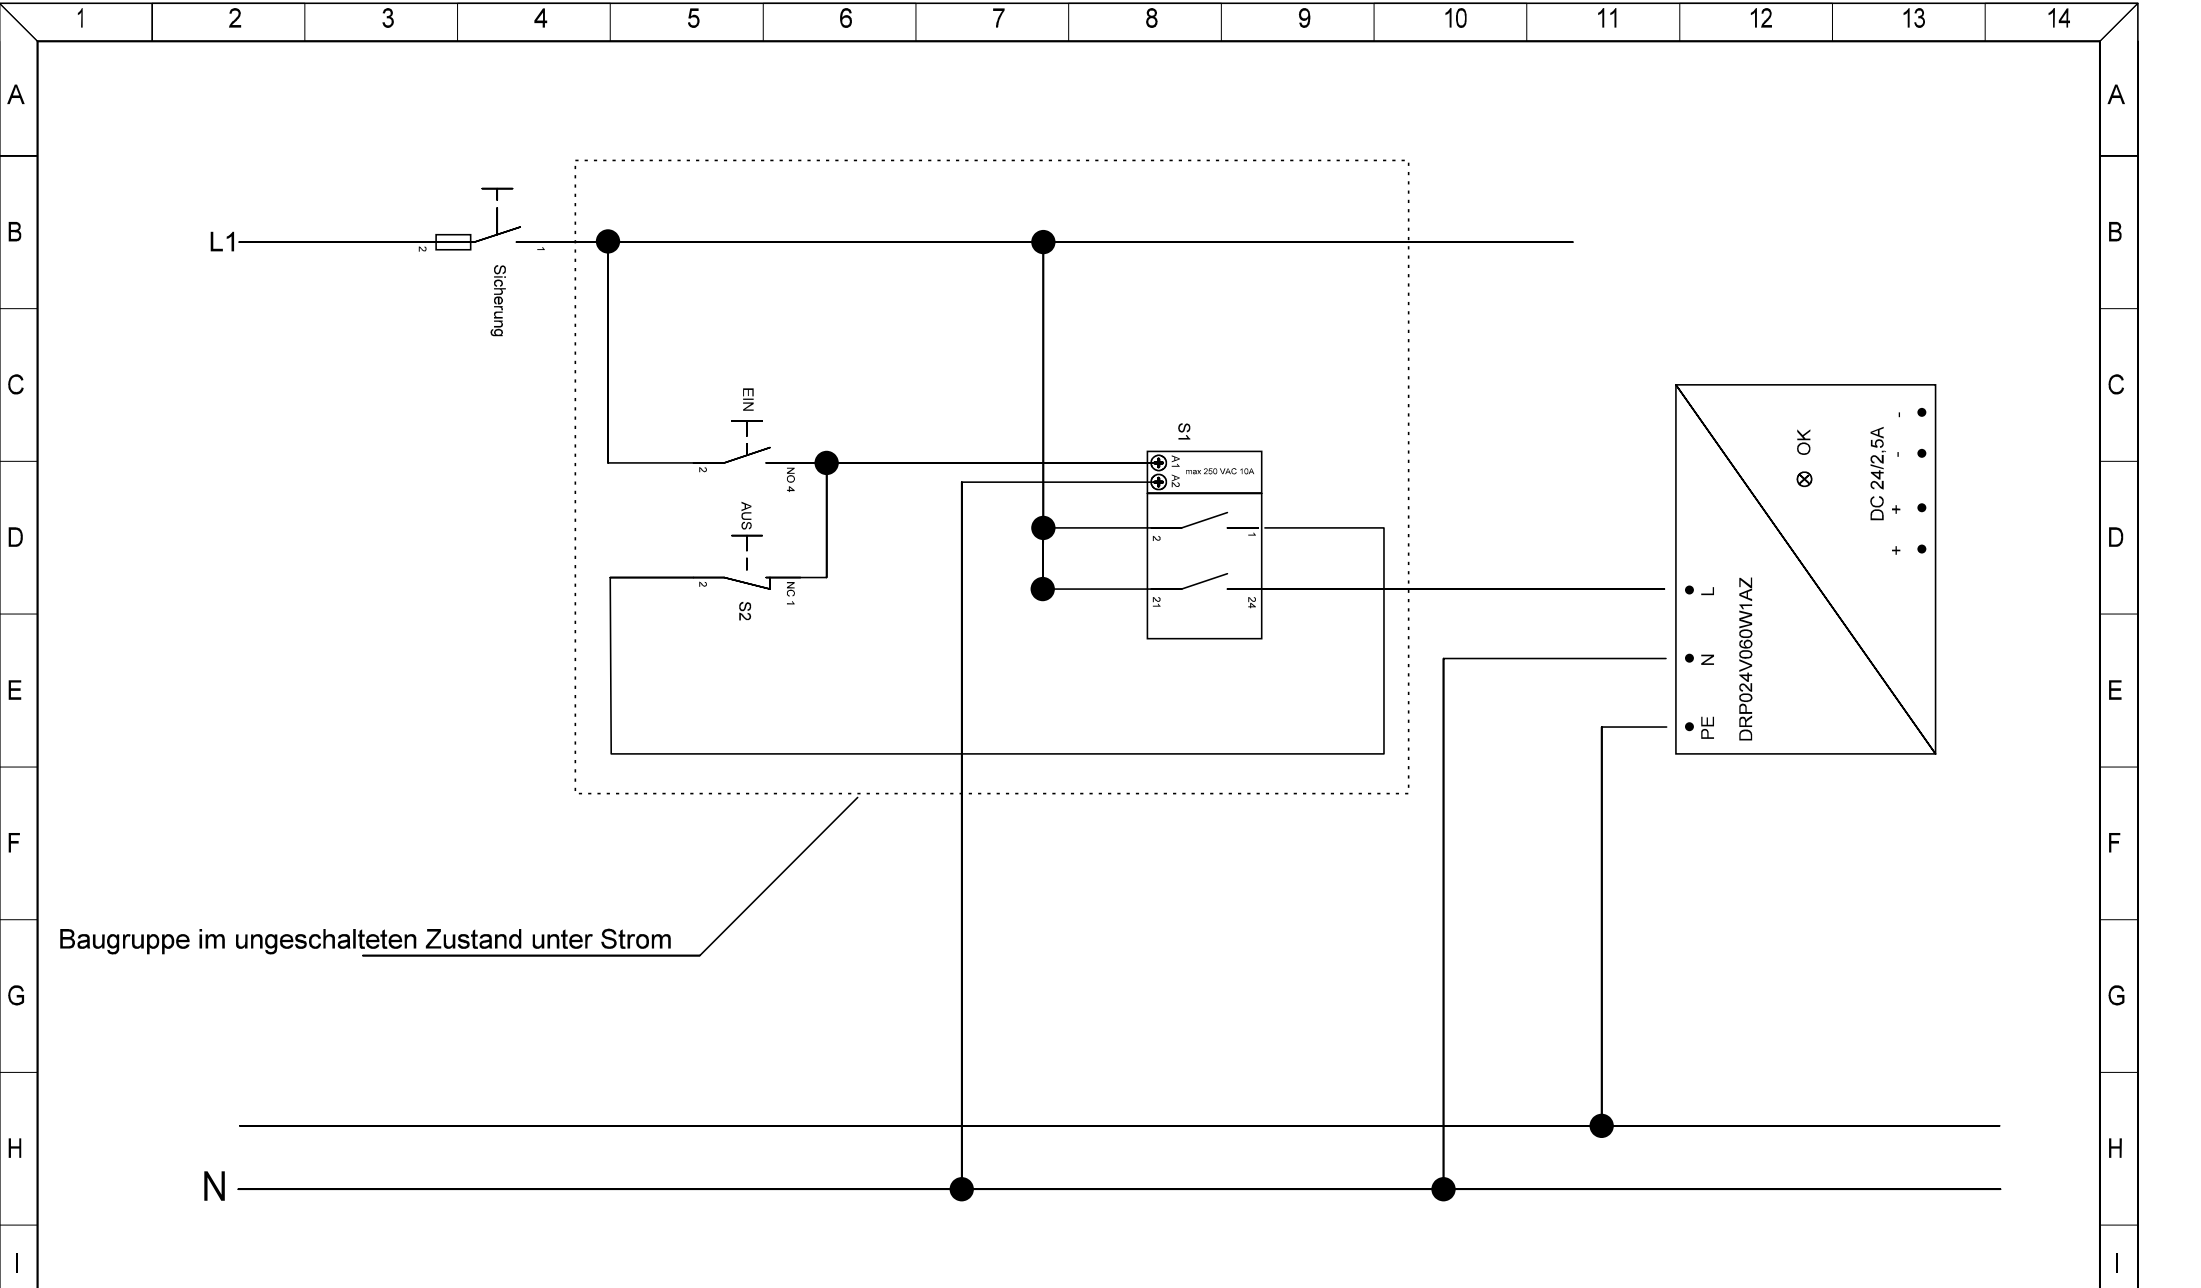 1 2 3 4 5 6 7 8 9 10 11 12 13 14
A A
B B
L1
2 1
Sicherung
C C
EIN
2 NO 4
S1
A1
A2
max 250 VAC 10A
OK
DC 24/2,5A
- - + +
D D
AUS
2 NC 1
S2
2 1
21 24
L
N
PE
DRP024V060W1AZ
E E
F F
Baugruppe im ungeschalteten Zustand unter Strom
G G
H H
N
I I